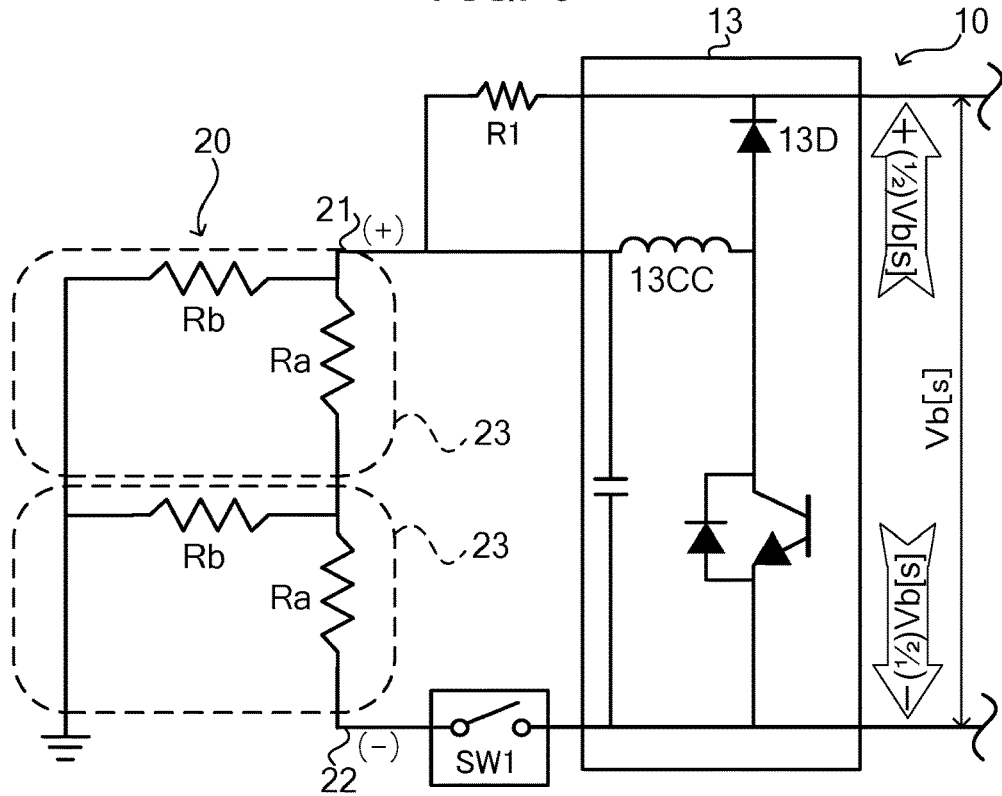 13
10
R1
13D
20
21
(+)
13CC
Rb
Ra
23
+(½)Vb[s]
Vb[s]
Rb
23
Ra
−(½)Vb[s]
(−)
22
SW1